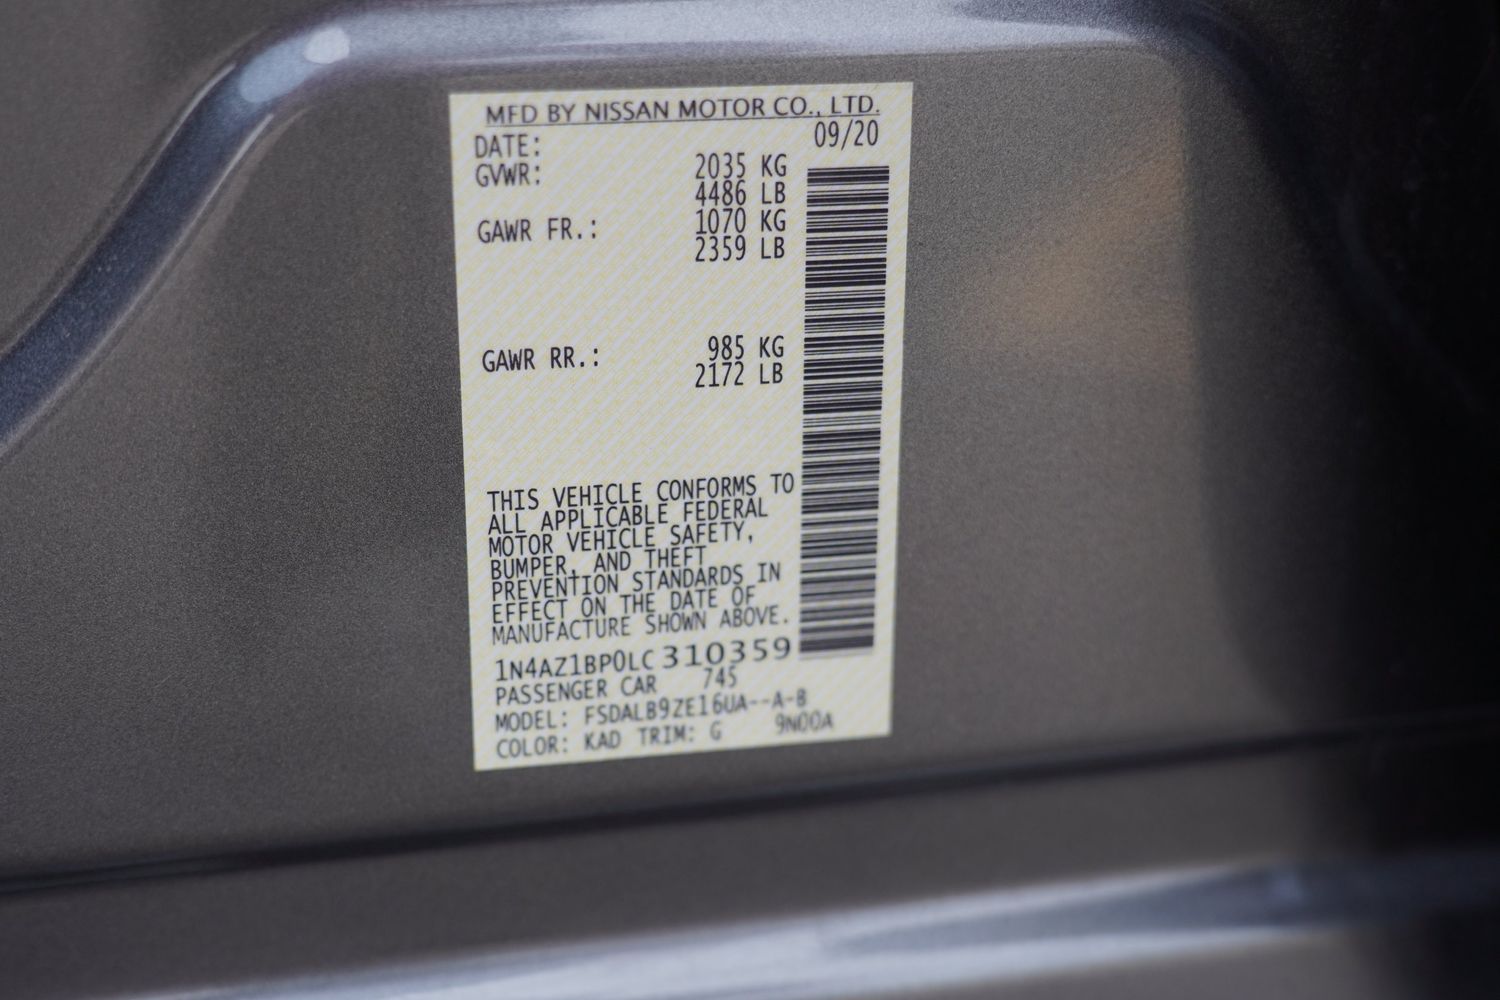 MFD BY NISSAN MOTOR CO., LTD.
DATE: 09/20
GVWR: 2035 KG
4486 LB
GAWR FR.: 1070 KG
2359 LB
GAWR RR.: 985 KG
2172 LB
THIS VEHICLE CONFORMS TO
ALL APPLICABLE FEDERAL
MOTOR VEHICLE SAFETY,
BUMPER, AND THEFT
PREVENTION STANDARDS IN
EFFECT ON THE DATE OF
MANUFACTURE SHOWN ABOVE.
1N4AZ1BP0LC310359
PASSENGER CAR 745
MODEL: FSDALB9ZE16UA--A-B
COLOR: KAD TRIM: G 9N00A